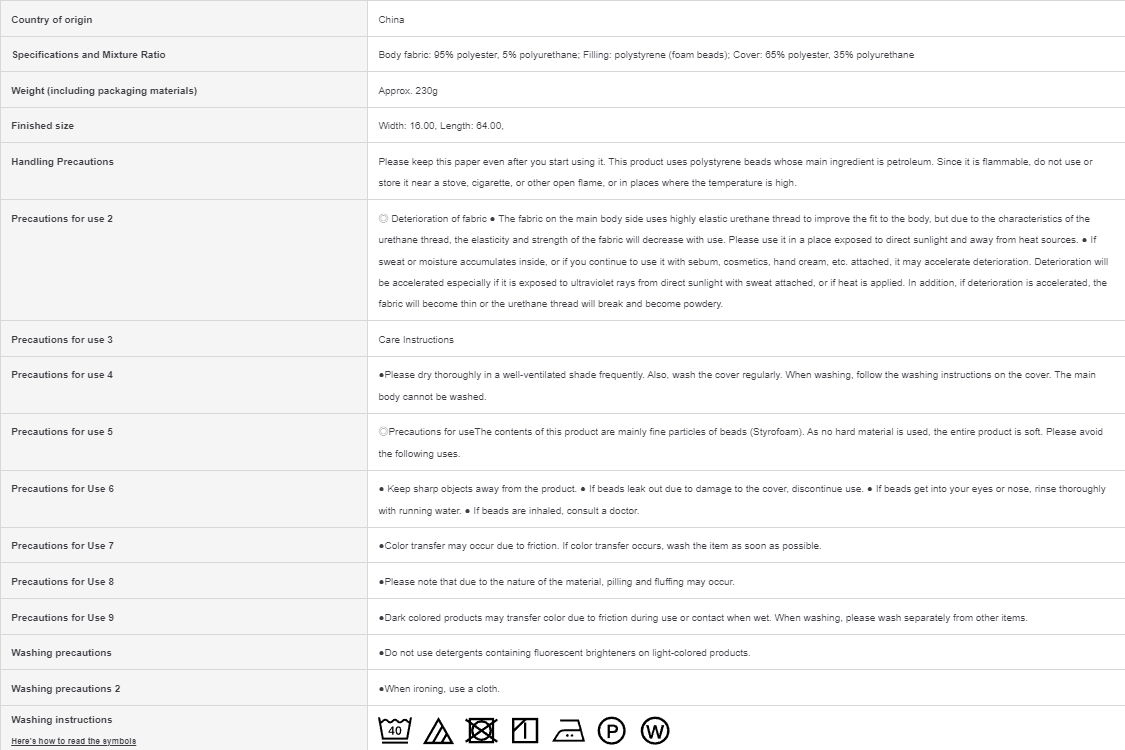 Country of origin
China
Specifications and Mixture Ratio
Body fabric: 95% polyester, 5% polyurethane; Filling: polystyrene (foam beads); Cover: 65% polyester, 35% polyurethane
Weight (including packaging materials)
Approx. 230g
Finished size
Width: 16.00, Length: 64.00,
Handling Precautions
Please keep this paper even after you start using it. This product uses polystyrene beads whose main ingredient is petroleum. Since it is flammable, do not use or
store it near a stove, cigarette, or other open flame, or in places where the temperature is high.
Precautions for use 2
◎ Deterioration of fabric ● The fabric on the main body side uses highly elastic urethane thread to improve the fit to the body, but due to the characteristics of the
urethane thread, the elasticity and strength of the fabric will decrease with use. Please use it in a place exposed to direct sunlight and away from heat sources. ● If
sweat or moisture accumulates inside, or if you continue to use it with sebum, cosmetics, hand cream, etc. attached, it may accelerate deterioration. Deterioration will
be accelerated especially if it is exposed to ultraviolet rays from direct sunlight with sweat attached, or if heat is applied. In addition, if deterioration is accelerated, the
fabric will become thin or the urethane thread will break and become powdery.
Precautions for use 3
Care Instructions
Precautions for use 4
●Please dry thoroughly in a well-ventilated shade frequently. Also, wash the cover regularly. When washing, follow the washing instructions on the cover. The main
body cannot be washed.
Precautions for use 5
◎Precautions for useThe contents of this product are mainly fine particles of beads (Styrofoam). As no hard material is used, the entire product is soft. Please avoid
the following uses.
Precautions for Use 6
● Keep sharp objects away from the product. ● If beads leak out due to damage to the cover, discontinue use. ● If beads get into your eyes or nose, rinse thoroughly
with running water. ● If beads are inhaled, consult a doctor.
Precautions for Use 7
●Color transfer may occur due to friction. If color transfer occurs, wash the item as soon as possible.
Precautions for Use 8
●Please note that due to the nature of the material, pilling and fluffing may occur.
Precautions for Use 9
●Dark colored products may transfer color due to friction during use or contact when wet. When washing, please wash separately from other items.
Washing precautions
●Do not use detergents containing fluorescent brighteners on light-colored products.
Washing precautions 2
●When ironing, use a cloth.
Washing instructions
Here's how to read the symbols
40 P W